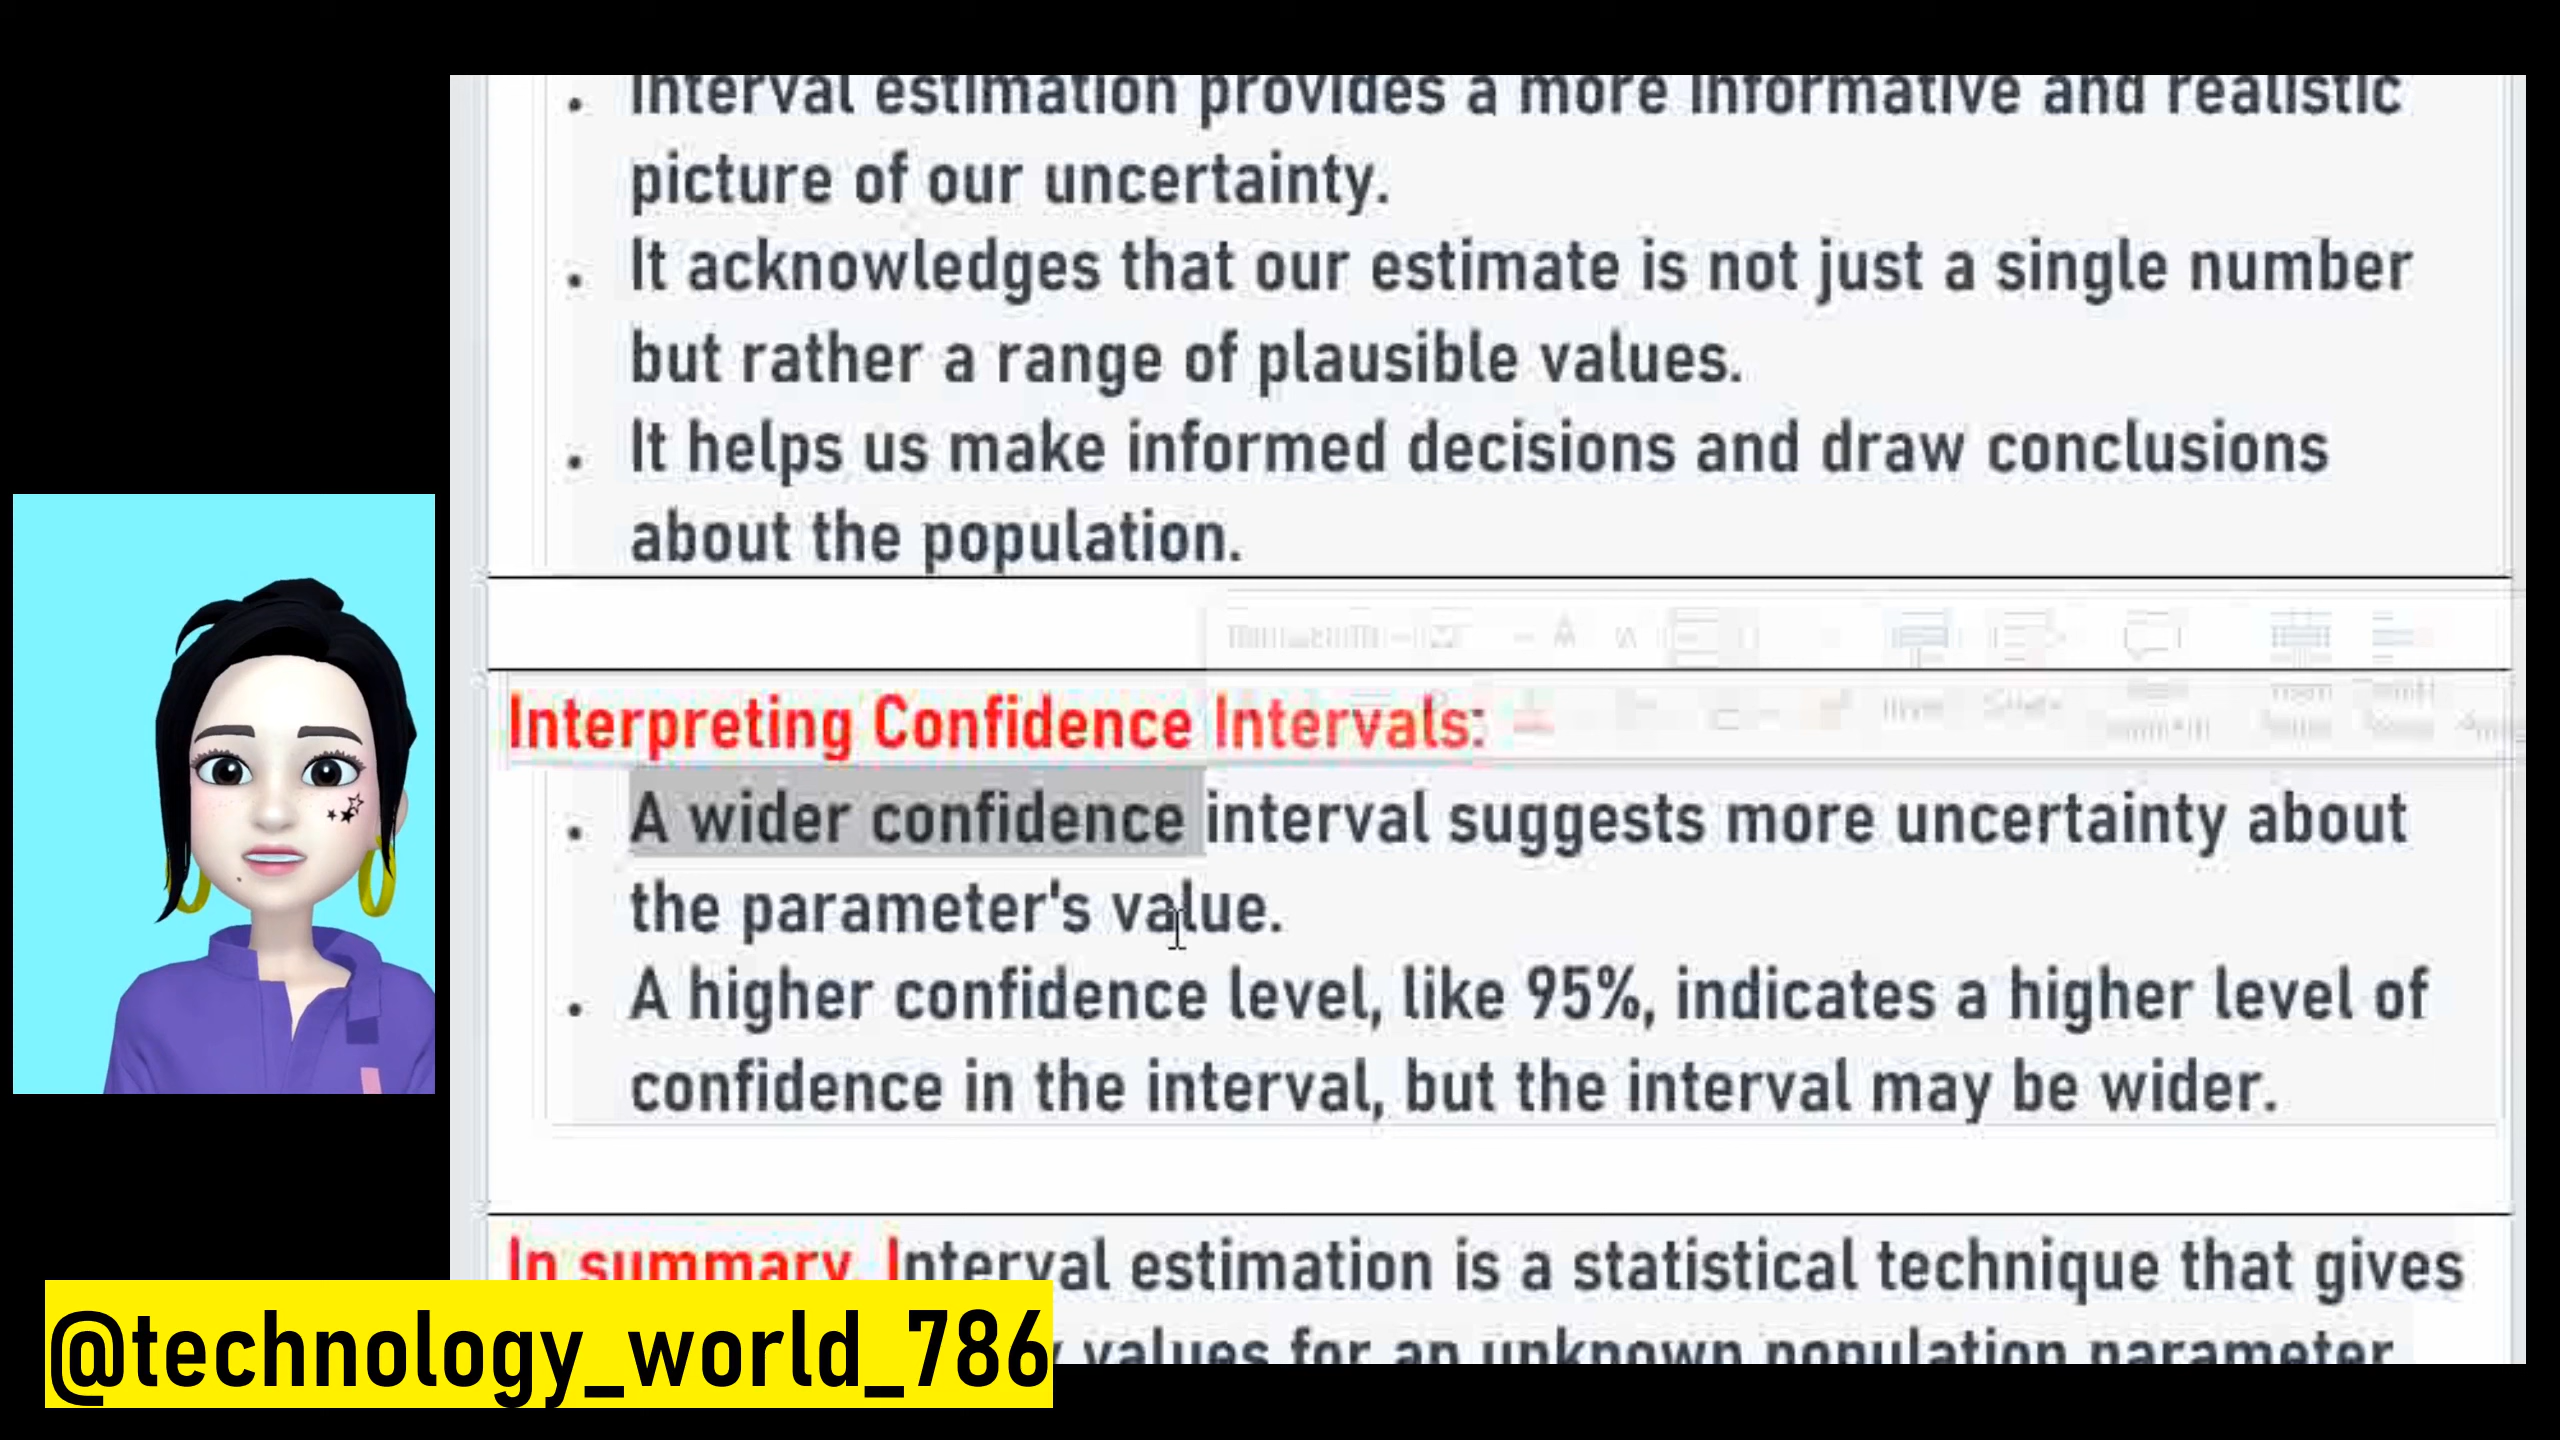 Interval estimation provides a more informative and realistic
picture of our uncertainty.
It acknowledges that our estimate is not just a single number
but rather a range of plausible values.
It helps us make informed decisions and draw conclusions
about the population.
Interpreting Confidence Intervals:
A wider confidence interval suggests more uncertainty about
the parameter's value.
A higher confidence level, like 95%, indicates a higher level of
confidence in the interval, but the interval may be wider.
In summary, Interval estimation is a statistical technique that gives
values for an unknown population parameter
@technology_world_786